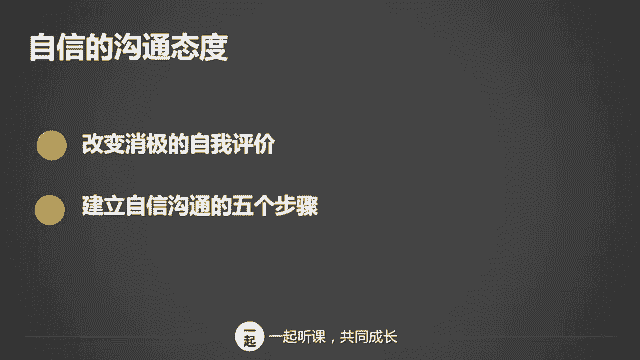 自信的沟通态度
改变消极的自我评价
建立自信沟通的五个步骤
一起
一起听课，共同成长